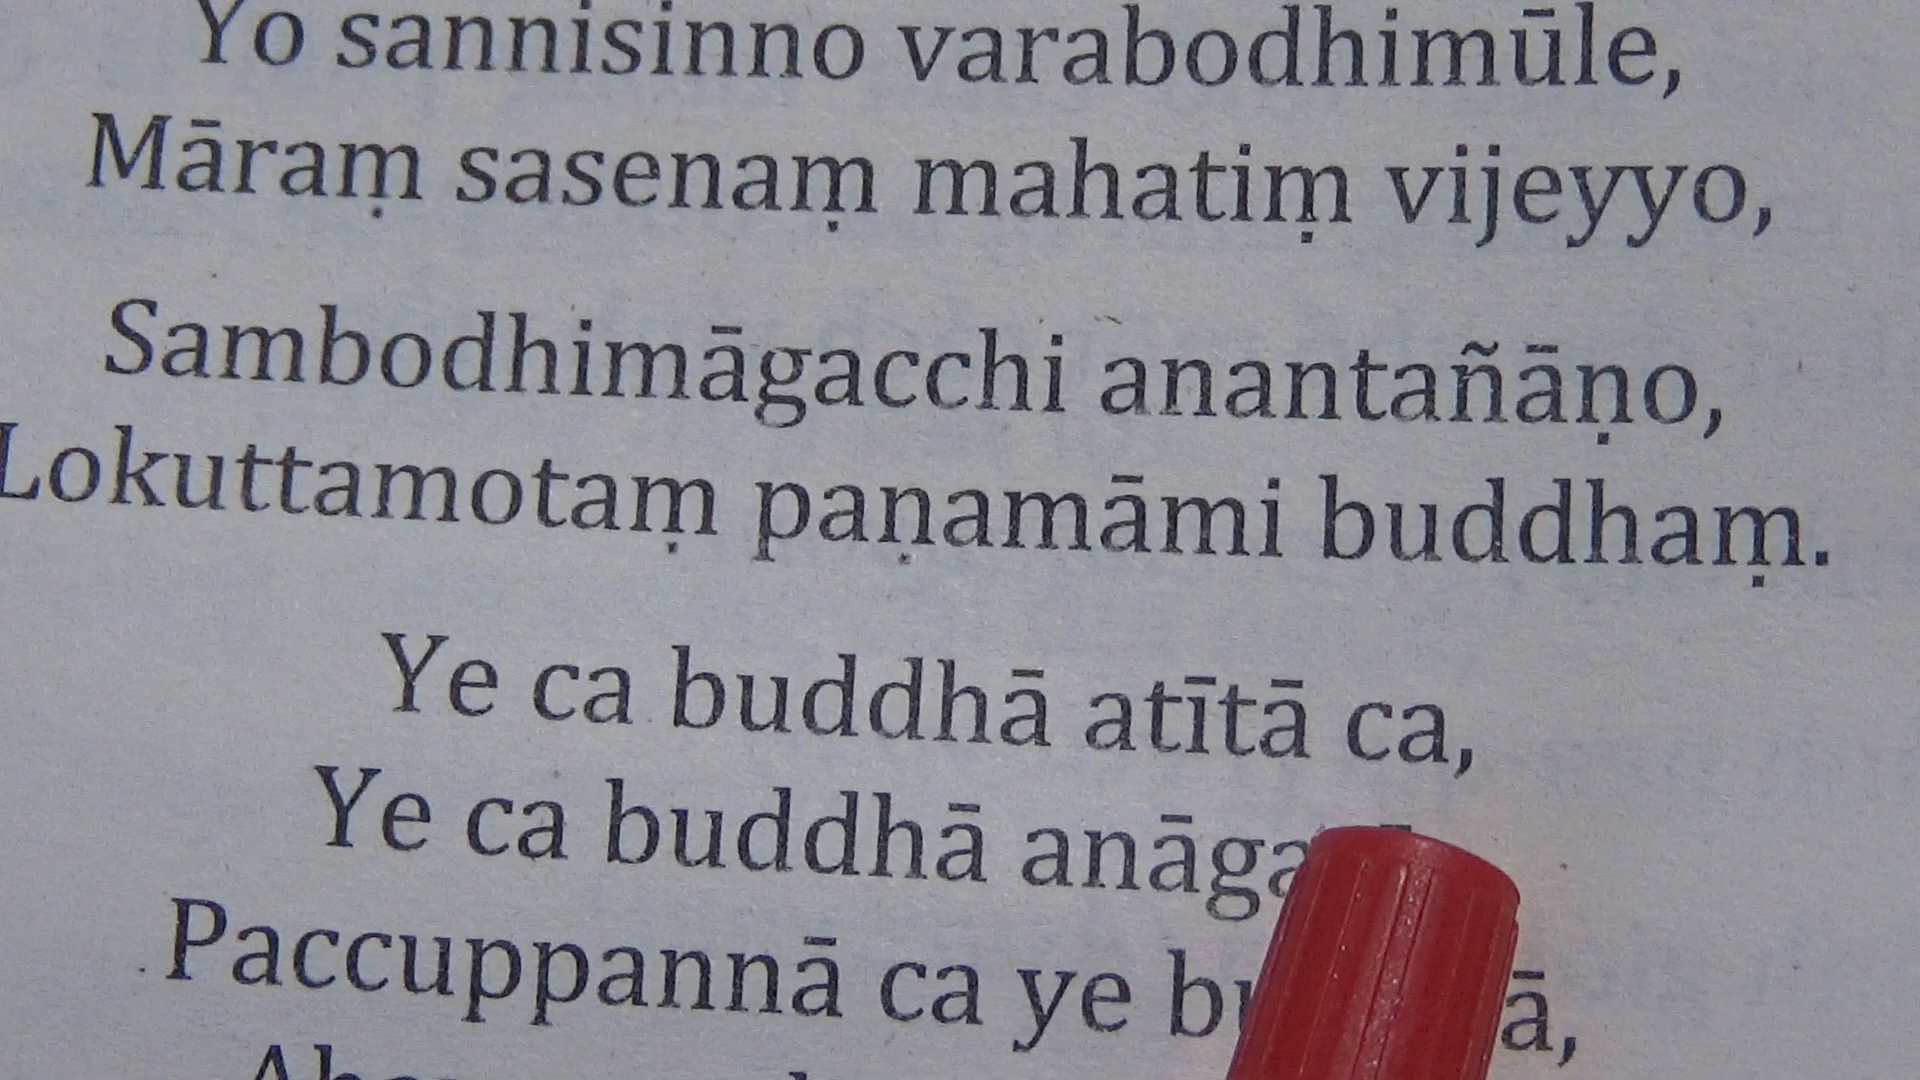 Yo sannisinno varabodhimūle,
Māraṃ sasenaṃ mahatiṃ vijeyyo,
Sambodhimāgacchi anantañāṇo,
Lokuttamotaṃ paṇamāmi buddhaṃ.
Ye ca buddhā atītā ca,
Ye ca buddhā
Paccuppannā ca ye